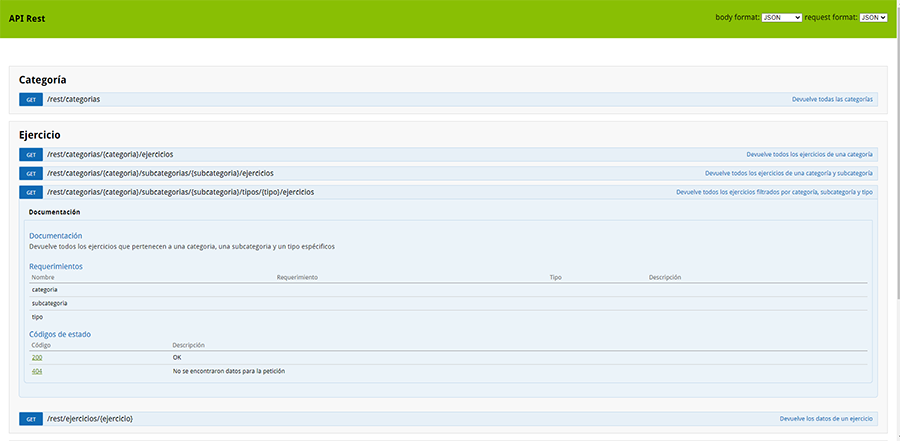 API Rest
body format: JSON request format: JSON
Categoría
GET /rest/categorias Devuelve todas las categorías
Ejercicio
GET /rest/categorias/{categoria}/ejercicios Devuelve todos los ejercicios de una categoría
GET /rest/categorias/{categoria}/subcategorias/{subcategoria}/ejercicios Devuelve todos los ejercicios de una categoría y subcategoría
GET /rest/categorias/{categoria}/subcategorias/{subcategoria}/tipos/{tipo}/ejercicios Devuelve todos los ejercicios filtrados por categoría, subcategoría y tipo
Documentación
Documentación
Devuelve todos los ejercicios que pertenecen a una categoria, una subcategoria y un tipo espécificos
Requerimientos
Nombre Requerimiento Tipo Descripción
categoria
subcategoria
tipo
Códigos de estado
Código Descripción
200 OK
404 No se encontraron datos para la petición
GET /rest/ejercicios/{ejercicio} Devuelve los datos de un ejercicio